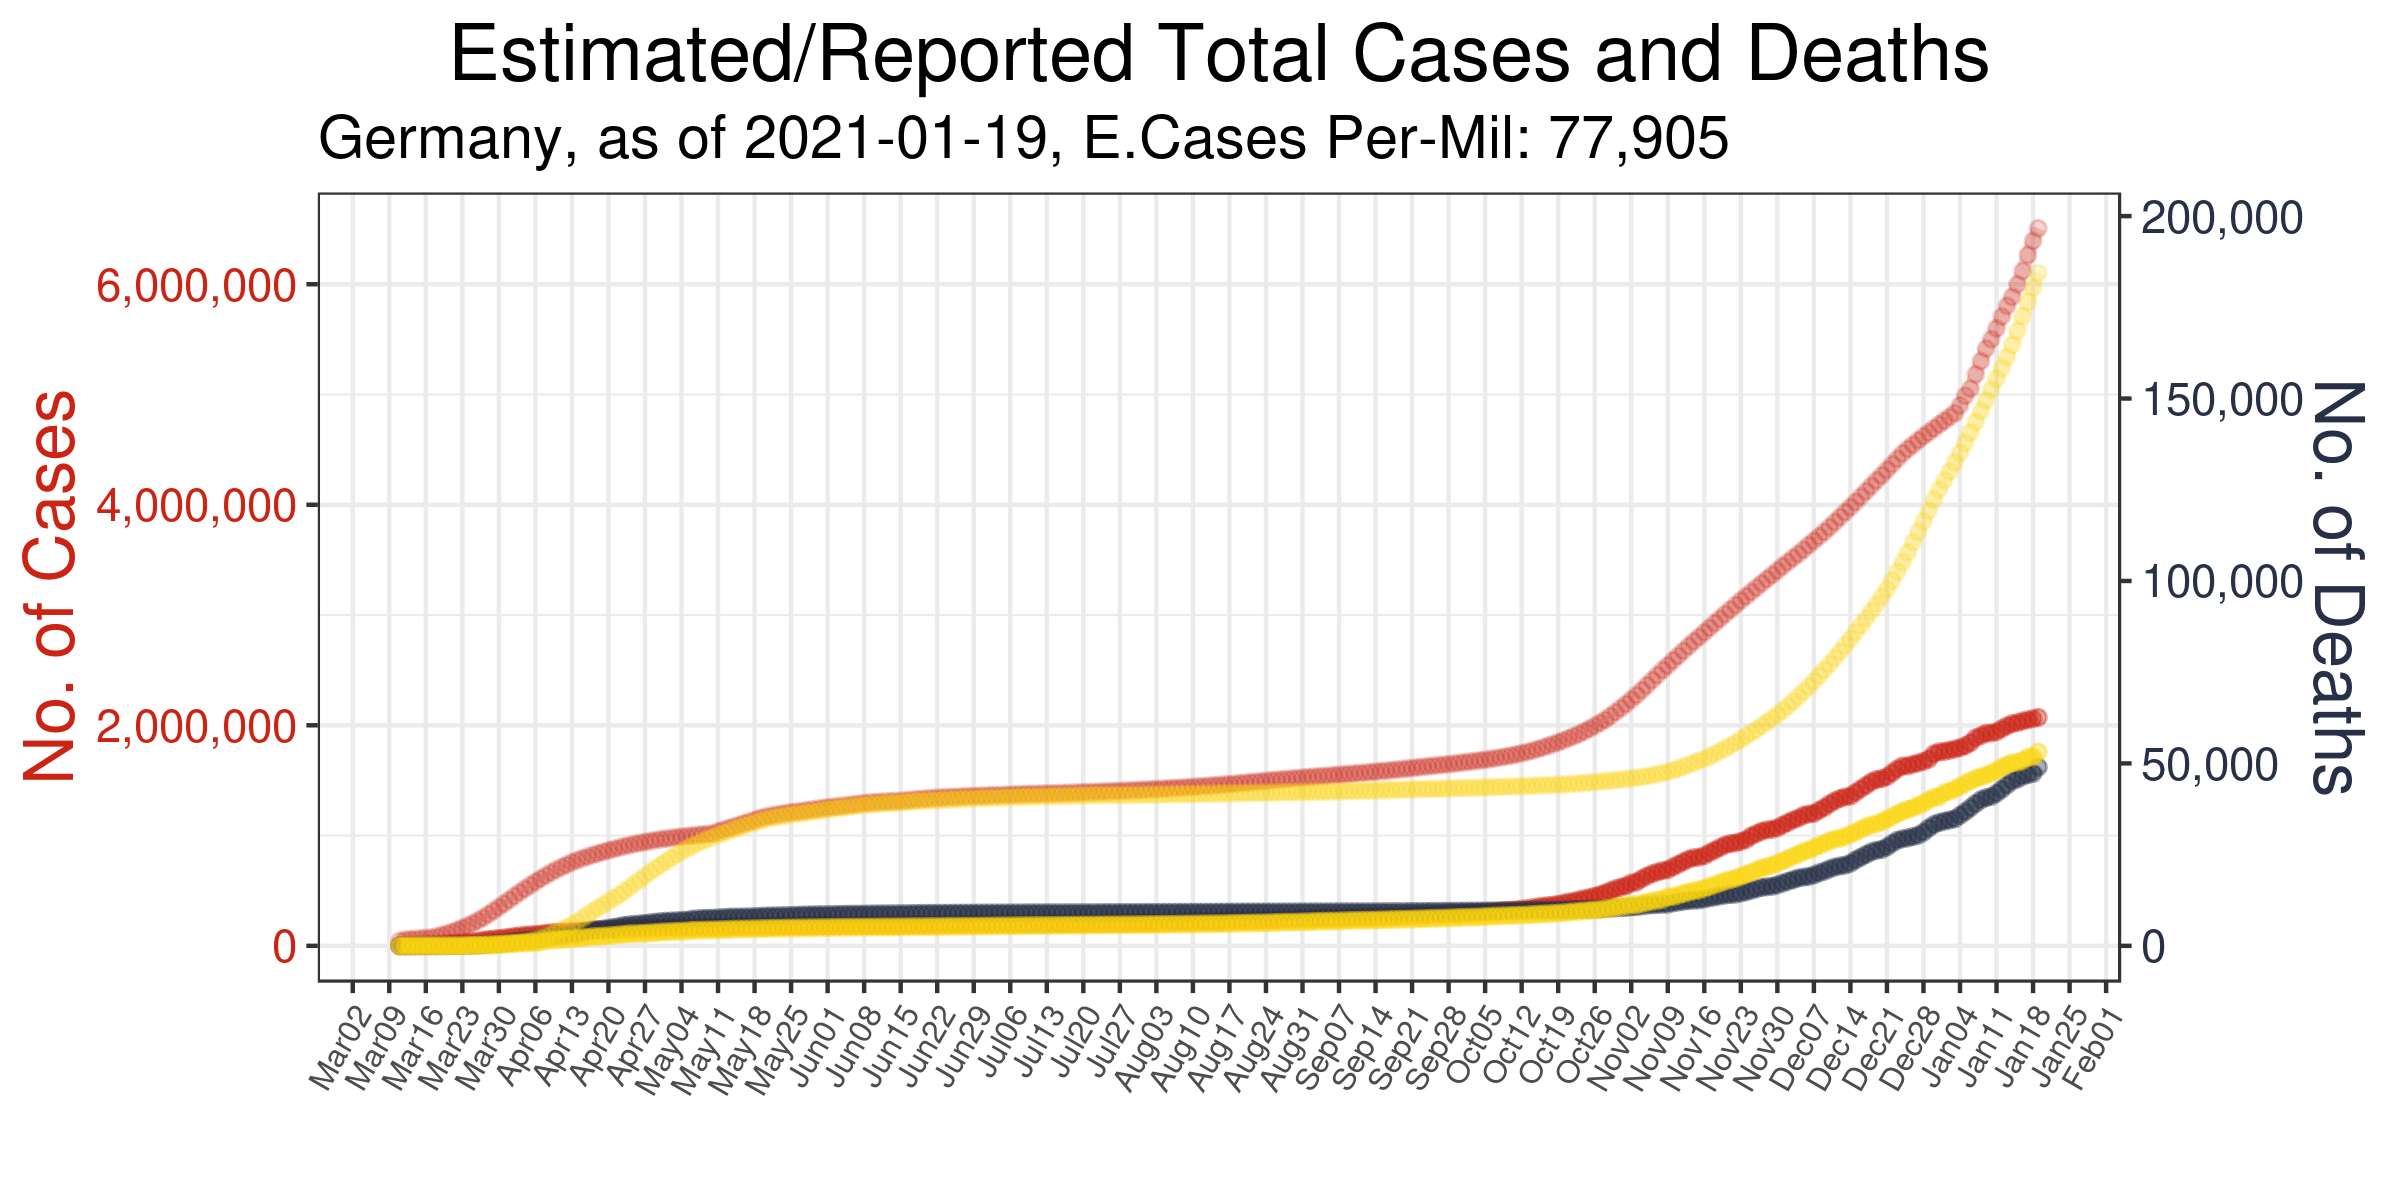 Estimated/Reported Total Cases and Deaths
Germany, as of 2021-01-19, E.Cases Per-Mil: 77,905
No. of Cases
6,000,000
4,000,000
2,000,000
0
200,000
150,000
100,000
50,000
0
No. of Deaths
Mar02
Mar09
Mar16
Mar23
Mar30
Apr06
Apr13
Apr20
Apr27
May04
May11
May18
May25
Jun01
Jun08
Jun15
Jun22
Jun29
Jul06
Jul13
Jul20
Jul27
Aug03
Aug10
Aug17
Aug24
Aug31
Sep07
Sep14
Sep21
Sep28
Oct05
Oct12
Oct19
Oct26
Nov02
Nov09
Nov16
Nov23
Nov30
Dec07
Dec14
Dec21
Dec28
Jan04
Jan11
Jan18
Jan25
Feb01